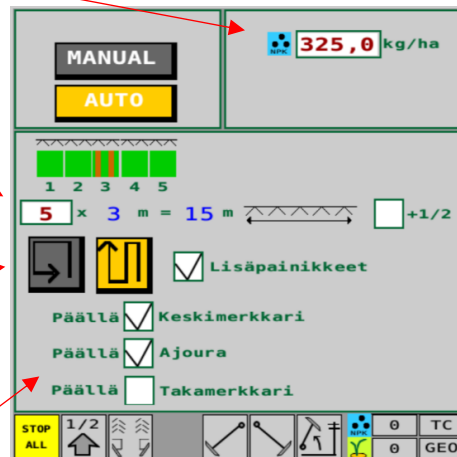 MANUAL
AUTO
NPK 325,0 kg/ha
1 2 3 4 5
5 x 3 m = 15 m +1/2
Lisäpainikkeet
Päällä Keskimerkkari
Päällä Ajoura
Päällä Takamerkkari
STOP ALL
1/2
NPK 0 TC
0 GEO